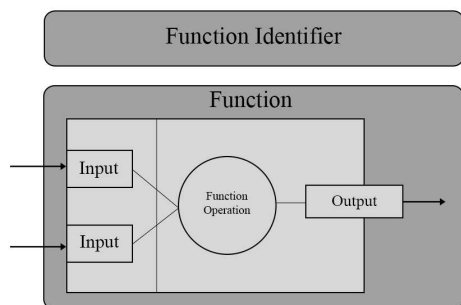 Function Identifier
Function
Input
Function
Operation
Output
Input